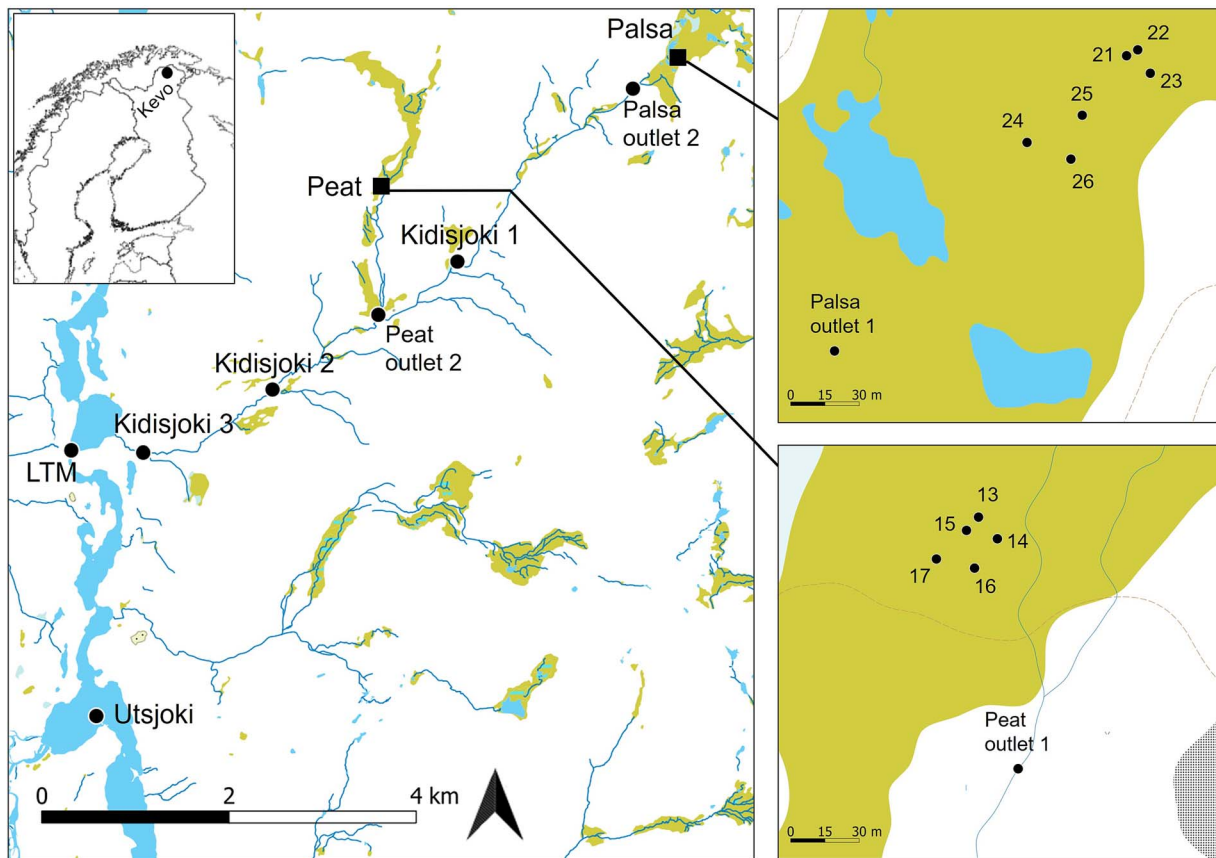 Kevo
Palsa
Palsa
outlet 2
Peat
Kidisjoki 1
Peat
outlet 2
Kidisjoki 2
Kidisjoki 3
LTM
Utsjoki
0 2 4 km
22
21
23
25
24
26
Palsa
outlet 1
0 15 30 m
13
15
14
17
16
Peat
outlet 1
0 15 30 m